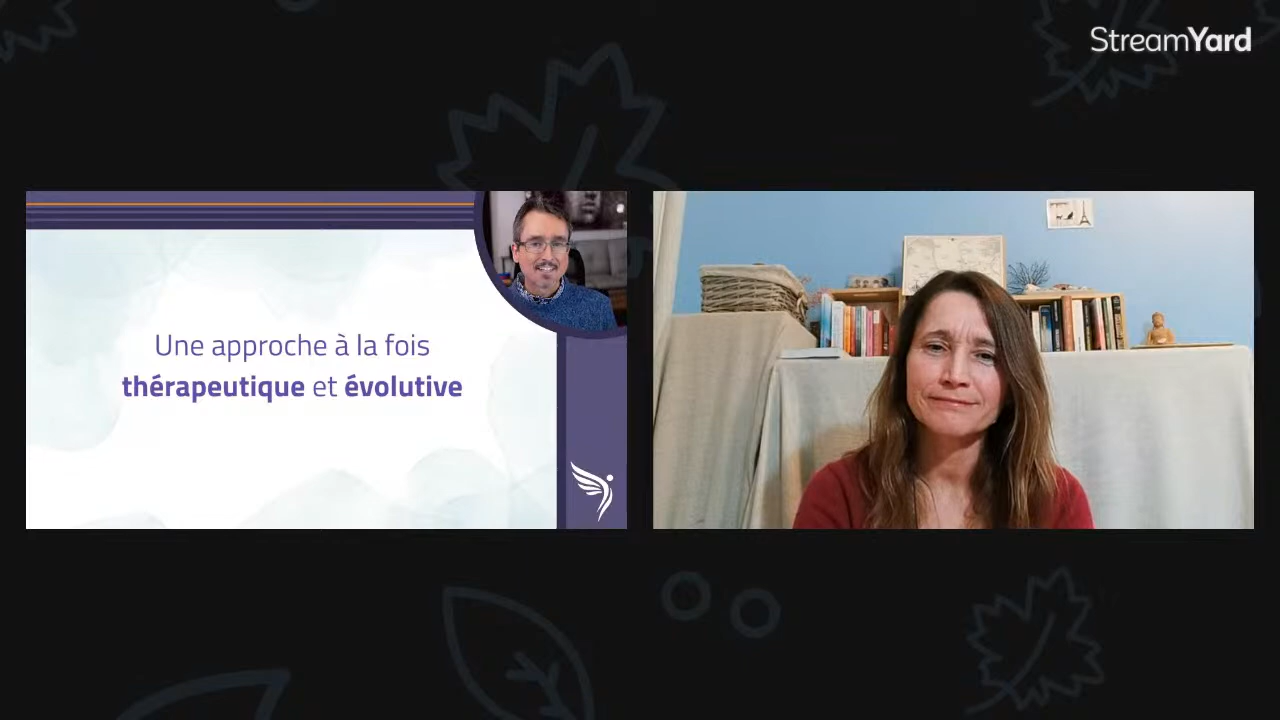 StreamYard
Une approche à la fois
thérapeutique et évolutive